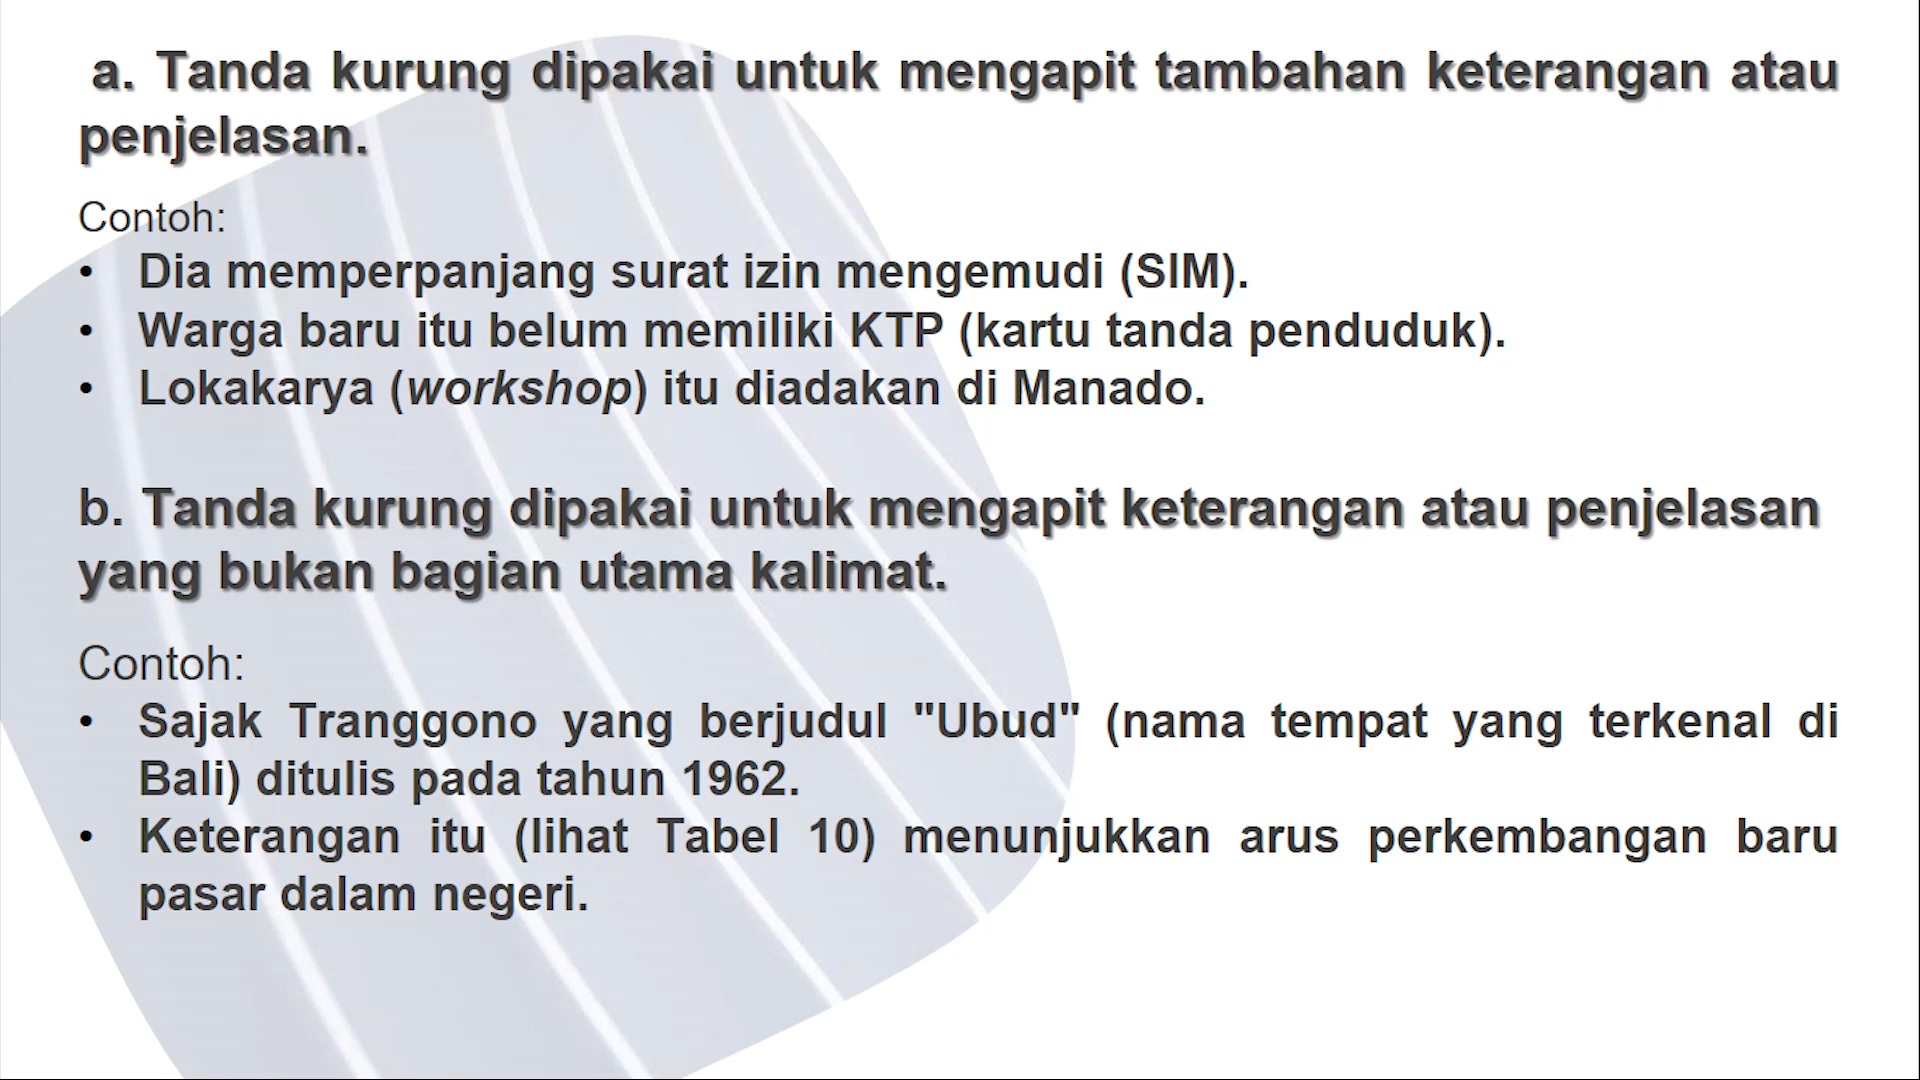 a. Tanda kurung dipakai untuk mengapit tambahan keterangan atau
penjelasan.
Contoh:
• Dia memperpanjang surat izin mengemudi (SIM).
• Warga baru itu belum memiliki KTP (kartu tanda penduduk).
• Lokakarya (workshop) itu diadakan di Manado.
b. Tanda kurung dipakai untuk mengapit keterangan atau penjelasan
yang bukan bagian utama kalimat.
Contoh:
• Sajak Tranggono yang berjudul "Ubud" (nama tempat yang terkenal di
Bali) ditulis pada tahun 1962.
• Keterangan itu (lihat Tabel 10) menunjukkan arus perkembangan baru
pasar dalam negeri.